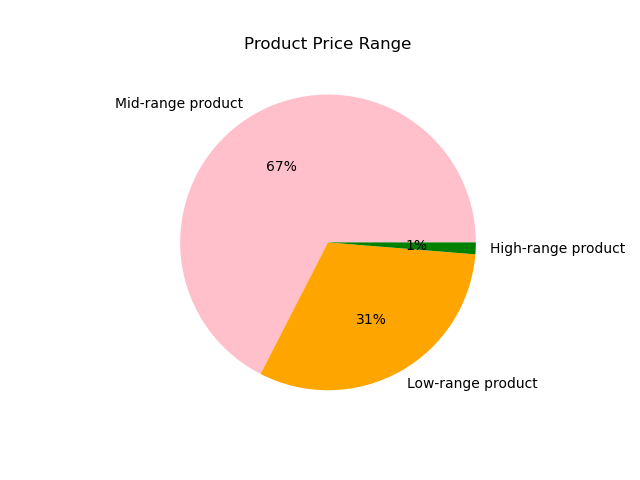 Product Price Range
Mid-range product
67%
1%
High-range product
31%
Low-range product